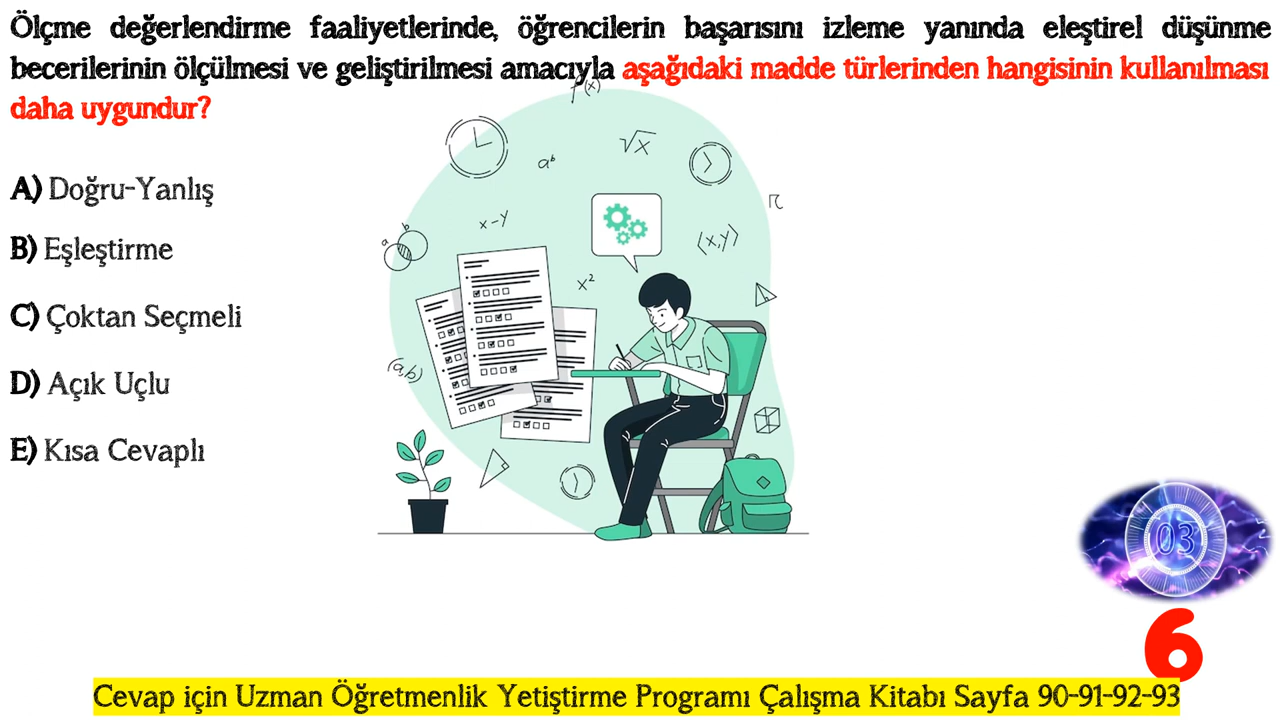 Ölçme değerlendirme faaliyetlerinde, öğrencilerin başarısını izleme yanında eleştirel düşünme
becerilerinin ölçülmesi ve geliştirilmesi amacıyla aşağıdaki madde türlerinden hangisinin kullanılması
daha uygundur?
A) Doğru-Yanlış
B) Eşleştirme
C) Çoktan Seçmeli
D) Açık Uçlu
E) Kısa Cevaplı
f(x)
√x
aᵇ
x-y
a b
(x,y)
x²
(a,b)
03
6
Cevap için Uzman Öğretmenlik Yetiştirme Programı Çalışma Kitabı Sayfa 90-91-92-93